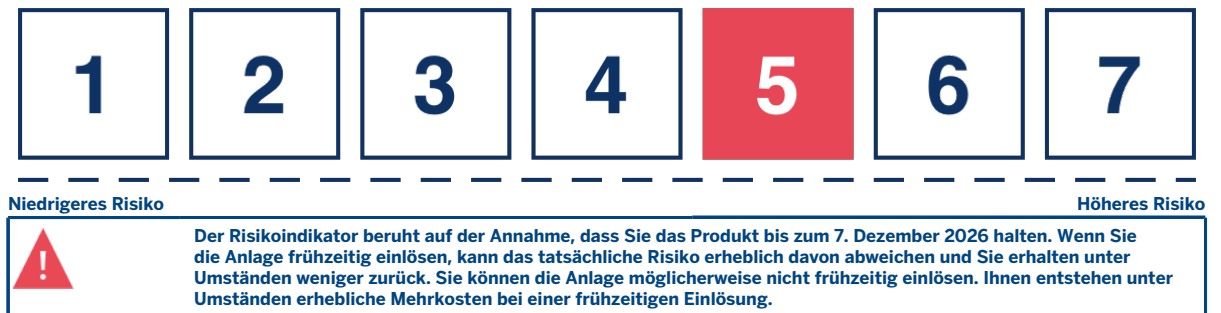 1 2 3 4 5 6 7
Niedrigeres Risiko Höheres Risiko
!
Der Risikoindikator beruht auf der Annahme, dass Sie das Produkt bis zum 7. Dezember 2026 halten. Wenn Sie
die Anlage frühzeitig einlösen, kann das tatsächliche Risiko erheblich davon abweichen und Sie erhalten unter
Umständen weniger zurück. Sie können die Anlage möglicherweise nicht frühzeitig einlösen. Ihnen entstehen unter
Umständen erhebliche Mehrkosten bei einer frühzeitigen Einlösung.